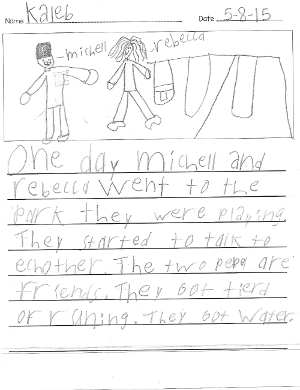 Name Kaleb Date 5-8-15
michell rebecca
One day michell and
rebecca went to the
park they were playing.
They started to talk to
echother. The two pepa are
friends. They got tierd
or runing. They got water.